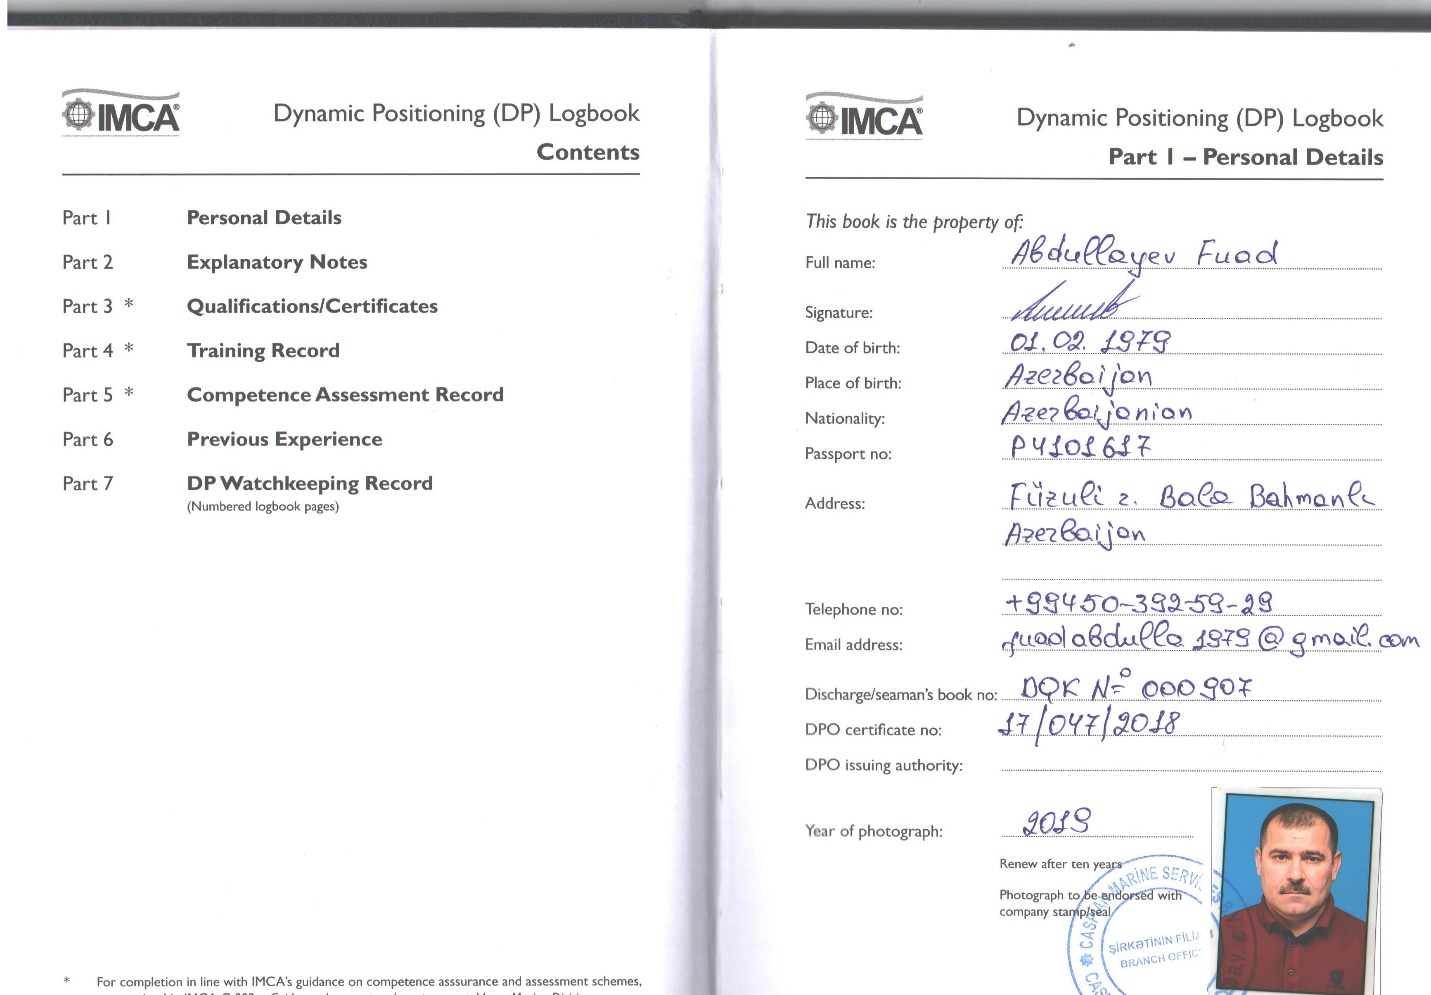 IMCA®
Dynamic Positioning (DP) Logbook
Contents
Part 1 Personal Details
Part 2 Explanatory Notes
Part 3 * Qualifications/Certificates
Part 4 * Training Record
Part 5 * Competence Assessment Record
Part 6 Previous Experience
Part 7 DP Watchkeeping Record
(Numbered logbook pages)
* For completion in line with IMCA's guidance on competence asssurance and assessment schemes,
IMCA®
Dynamic Positioning (DP) Logbook
Part 1 – Personal Details
This book is the property of:
Full name: Abdullayev Fuad
Signature:
Date of birth: 01.02.1979
Place of birth: Azerbaijan
Nationality: Azerbaijanian
Passport no: P4101617
Address: Füzuli r. Bala Bahmanlı
Azerbaijan
Telephone no: +99450-392-59-29
Email address: fuadabdulla1979@gmail.com
Discharge/seaman's book no: DQK Nº 000907
DPO certificate no: 17/047/2018
DPO issuing authority:
Year of photograph: 2019
Renew after ten years
Photograph to be endorsed with
company stamp/seal
CASPIAN MARINE SERVI
ŞİRKƏTİNİN FİLİ
BRANCH OFFIC